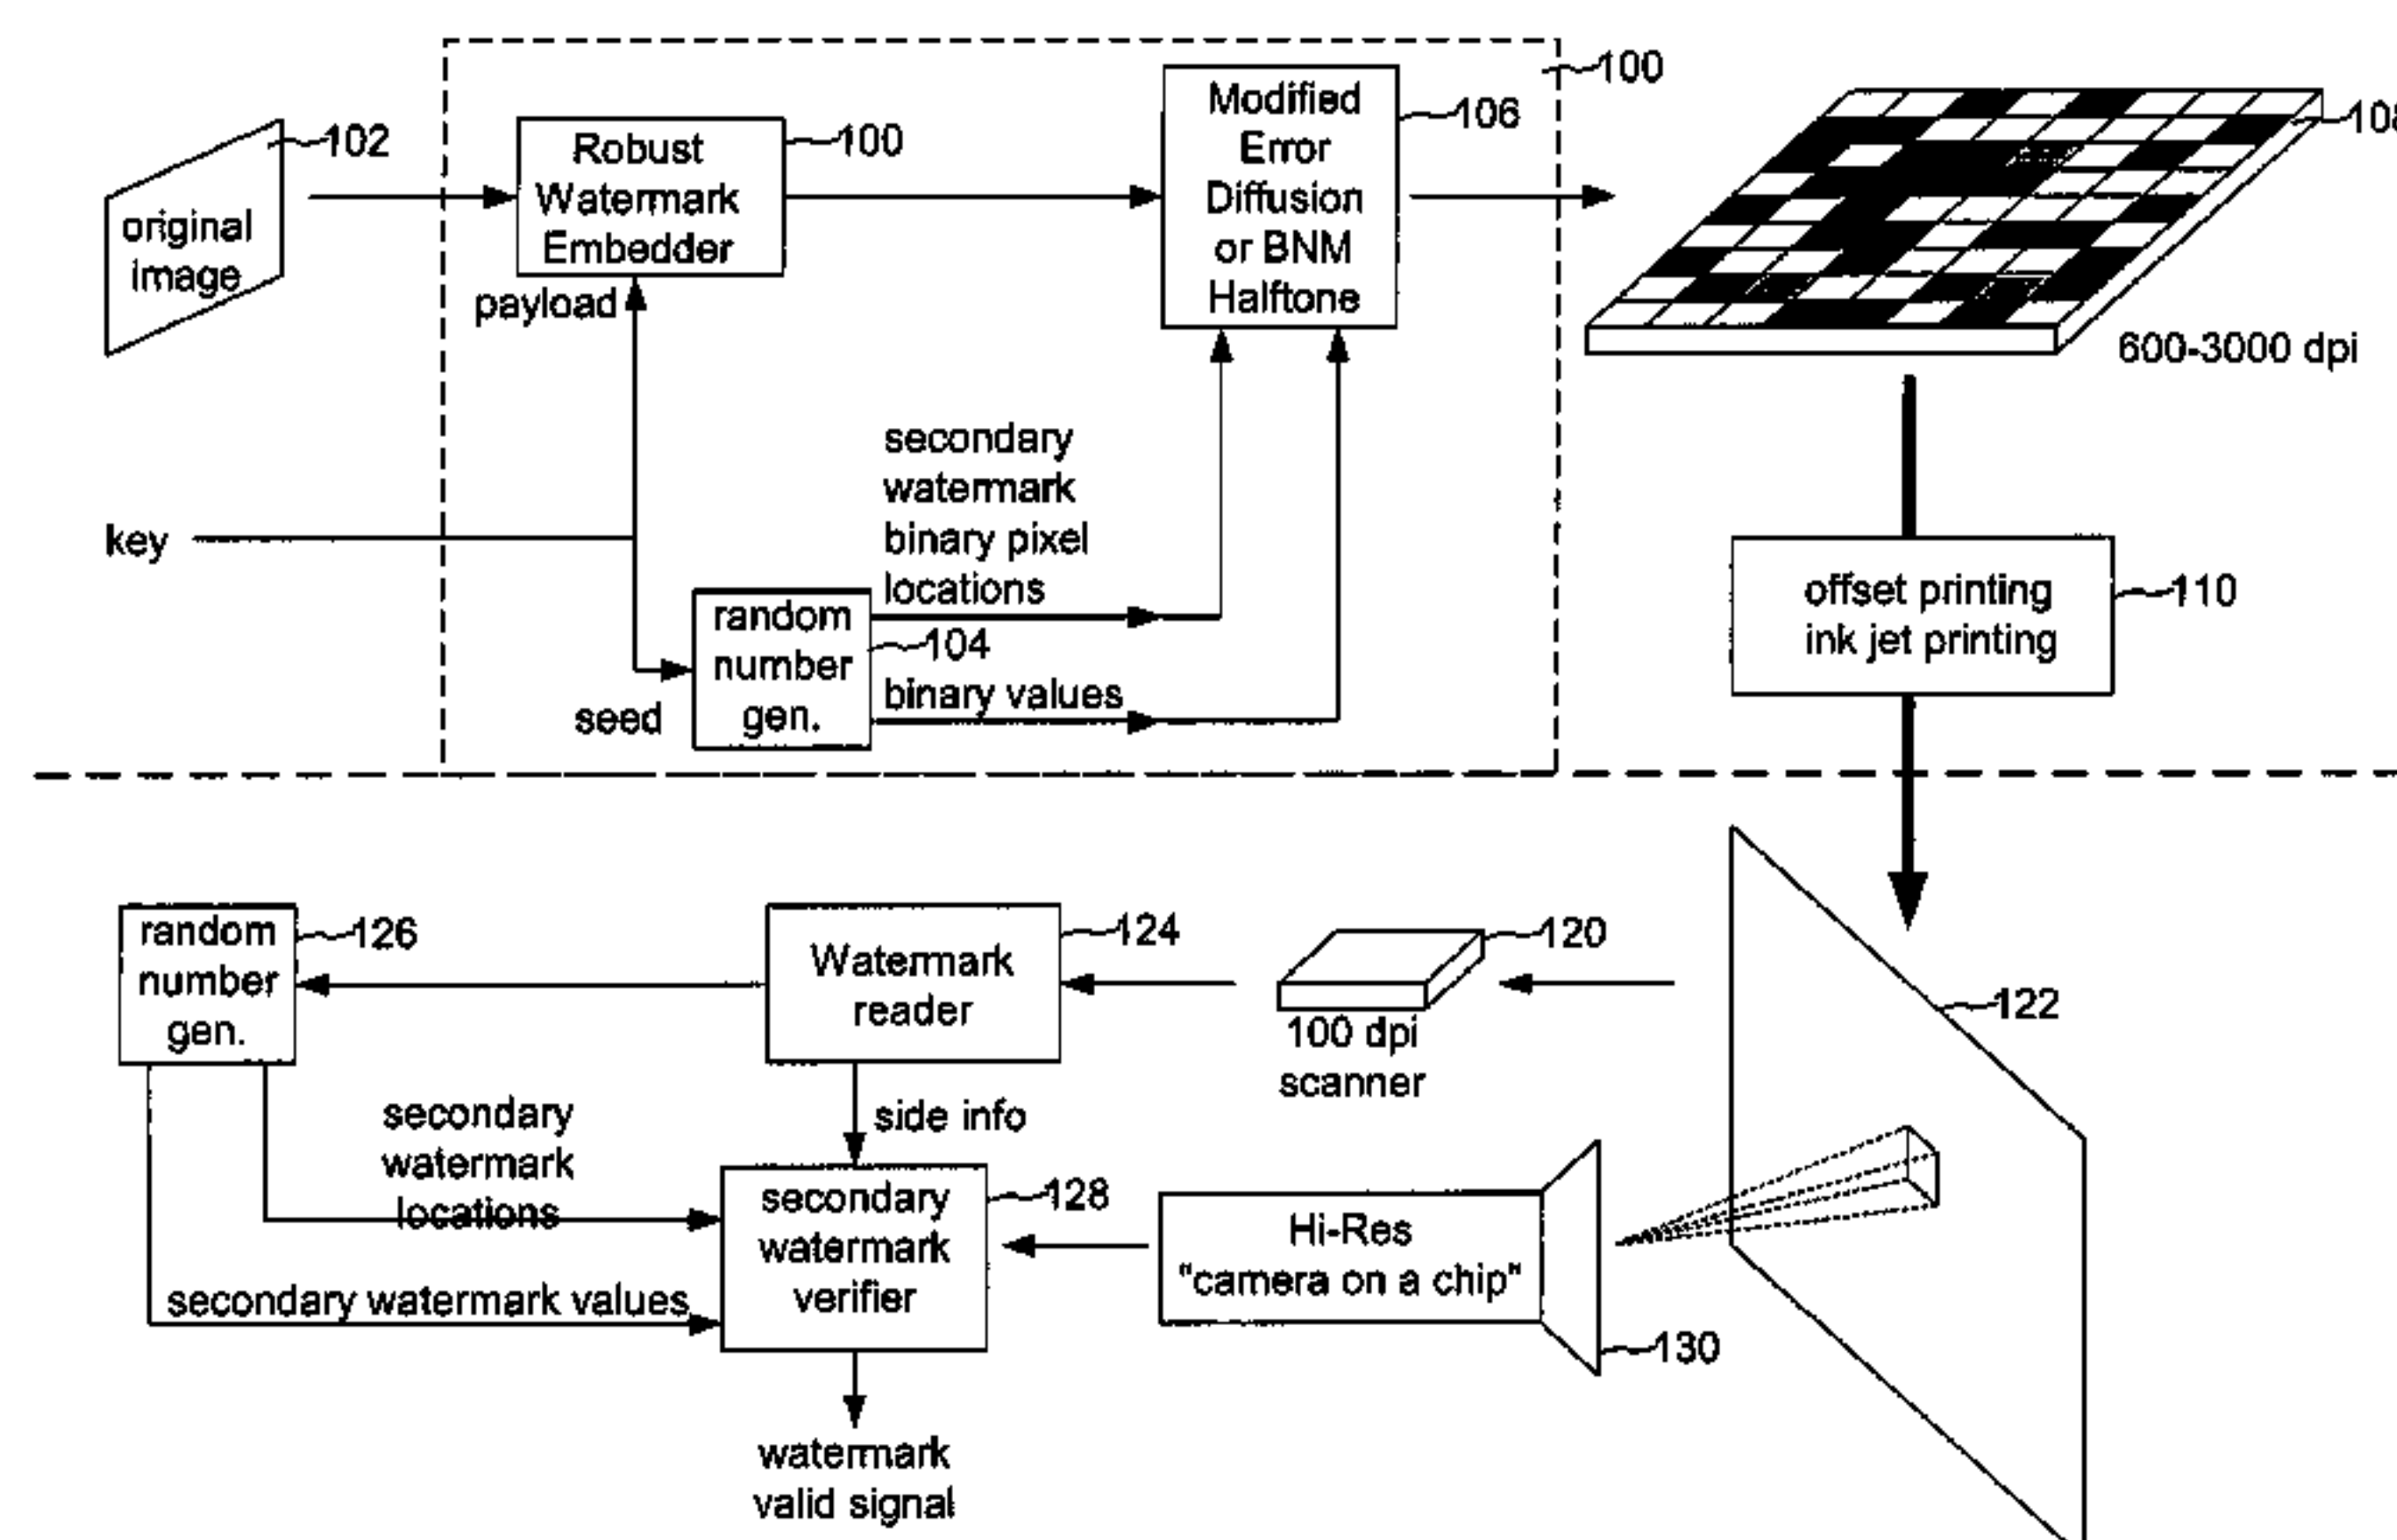 100
102
original
image
Robust
Watermark
Embedder
100
payload
Modified
Error
Diffusion
or BNM
Halftone
106
108
600-3000 dpi
key
secondary
watermark
binary pixel
locations
random
number
gen.
104
binary values
seed
offset printing
ink jet printing
110
random
number
gen.
126
Watermark
reader
124
120
100 dpi
scanner
122
side info
secondary
watermark
locations
secondary watermark values
secondary
watermark
verifier
128
Hi-Res
"camera on a chip"
130
watermark
valid signal